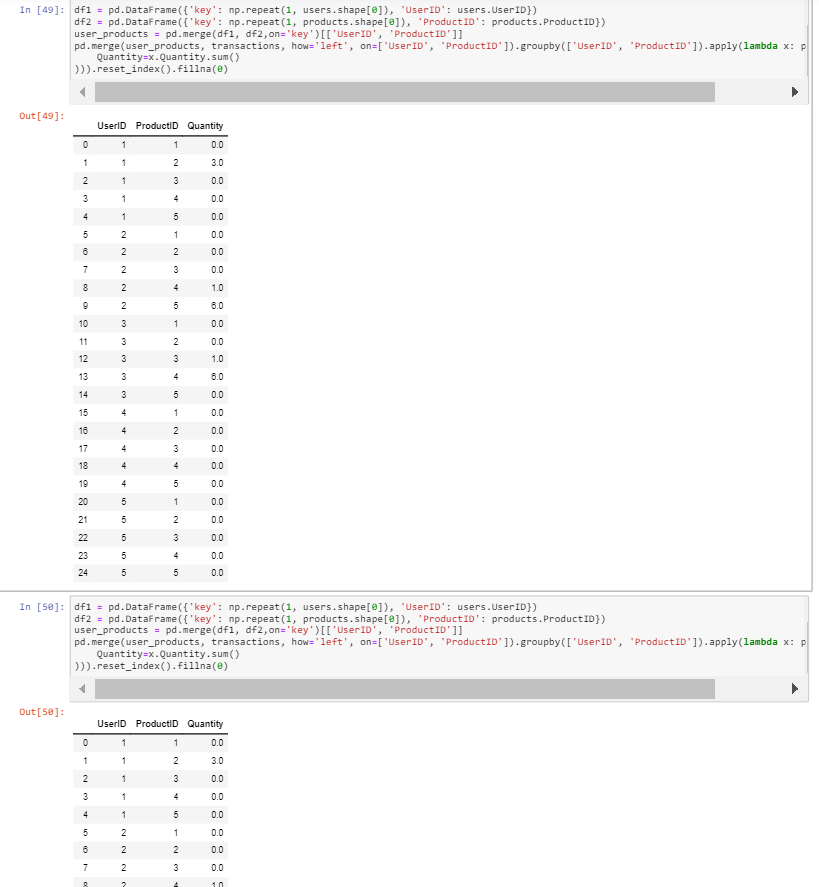 In [49]: df1 = pd.DataFrame({'key': np.repeat(1, users.shape[0]), 'UserID': users.UserID})
df2 = pd.DataFrame({'key': np.repeat(1, products.shape[0]), 'ProductID': products.ProductID})
user_products = pd.merge(df1, df2,on='key')[['UserID', 'ProductID']]
pd.merge(user_products, transactions, how='left', on=['UserID', 'ProductID']).groupby(['UserID', 'ProductID']).apply(lambda x: p
Quantity=x.Quantity.sum()
))).reset_index().fillna(0)
Out[49]:
UserID ProductID Quantity
0 1 1 0.0
1 1 2 3.0
2 1 3 0.0
3 1 4 0.0
4 1 5 0.0
5 2 1 0.0
6 2 2 0.0
7 2 3 0.0
8 2 4 1.0
9 2 5 6.0
10 3 1 0.0
11 3 2 0.0
12 3 3 1.0
13 3 4 6.0
14 3 5 0.0
15 4 1 0.0
16 4 2 0.0
17 4 3 0.0
18 4 4 0.0
19 4 5 0.0
20 5 1 0.0
21 5 2 0.0
22 5 3 0.0
23 5 4 0.0
24 5 5 0.0
In [50]: df1 = pd.DataFrame({'key': np.repeat(1, users.shape[0]), 'UserID': users.UserID})
df2 = pd.DataFrame({'key': np.repeat(1, products.shape[0]), 'ProductID': products.ProductID})
user_products = pd.merge(df1, df2,on='key')[['UserID', 'ProductID']]
pd.merge(user_products, transactions, how='left', on=['UserID', 'ProductID']).groupby(['UserID', 'ProductID']).apply(lambda x: p
Quantity=x.Quantity.sum()
))).reset_index().fillna(0)
Out[50]:
UserID ProductID Quantity
0 1 1 0.0
1 1 2 3.0
2 1 3 0.0
3 1 4 0.0
4 1 5 0.0
5 2 1 0.0
6 2 2 0.0
7 2 3 0.0
8 2 4 1.0